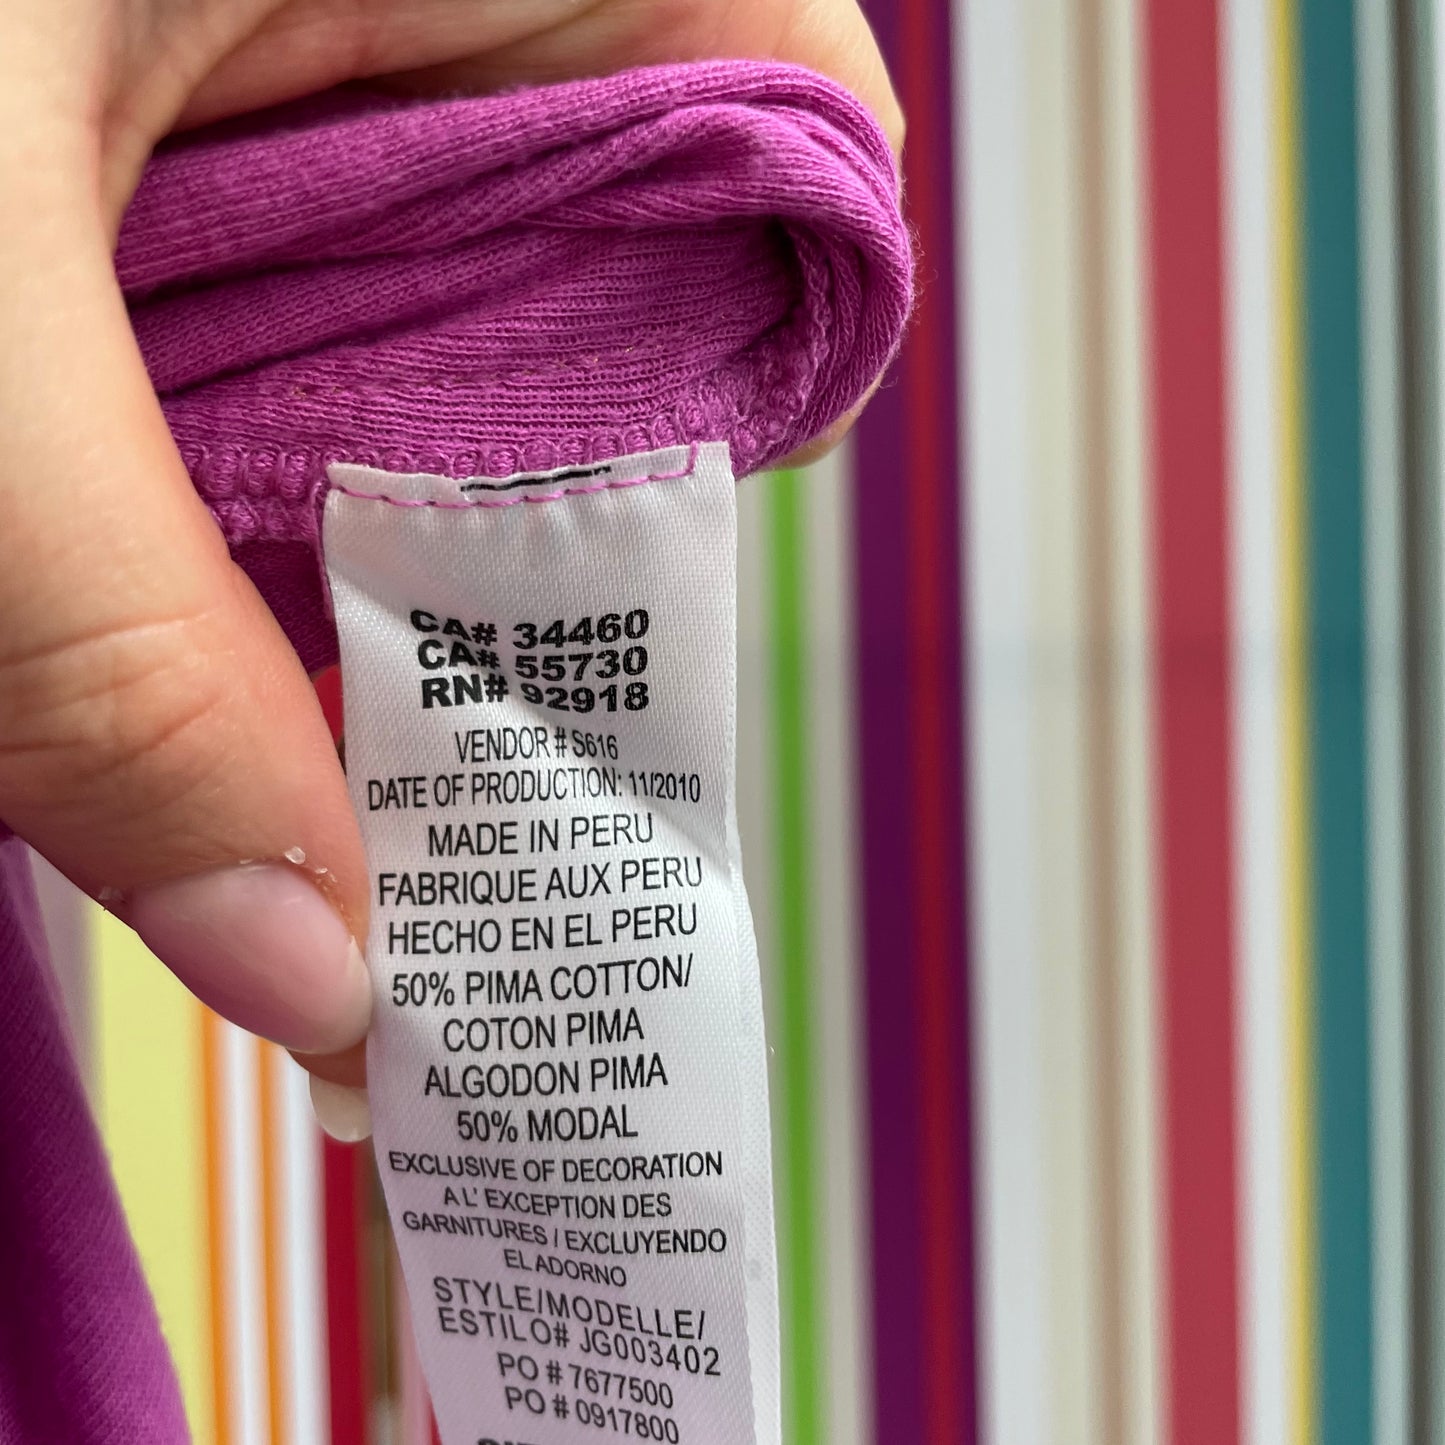 CA# 34460
CA# 55730
RN# 92918
VENDOR # S616
DATE OF PRODUCTION: 11/2010
MADE IN PERU
FABRIQUE AUX PERU
HECHO EN EL PERU
50% PIMA COTTON/
COTON PIMA
ALGODON PIMA
50% MODAL
EXCLUSIVE OF DECORATION
A L' EXCEPTION DES
GARNITURES / EXCLUYENDO
EL ADORNO
STYLE/MODELLE/
ESTILO# JG003402
PO # 7677500
PO # 0917800